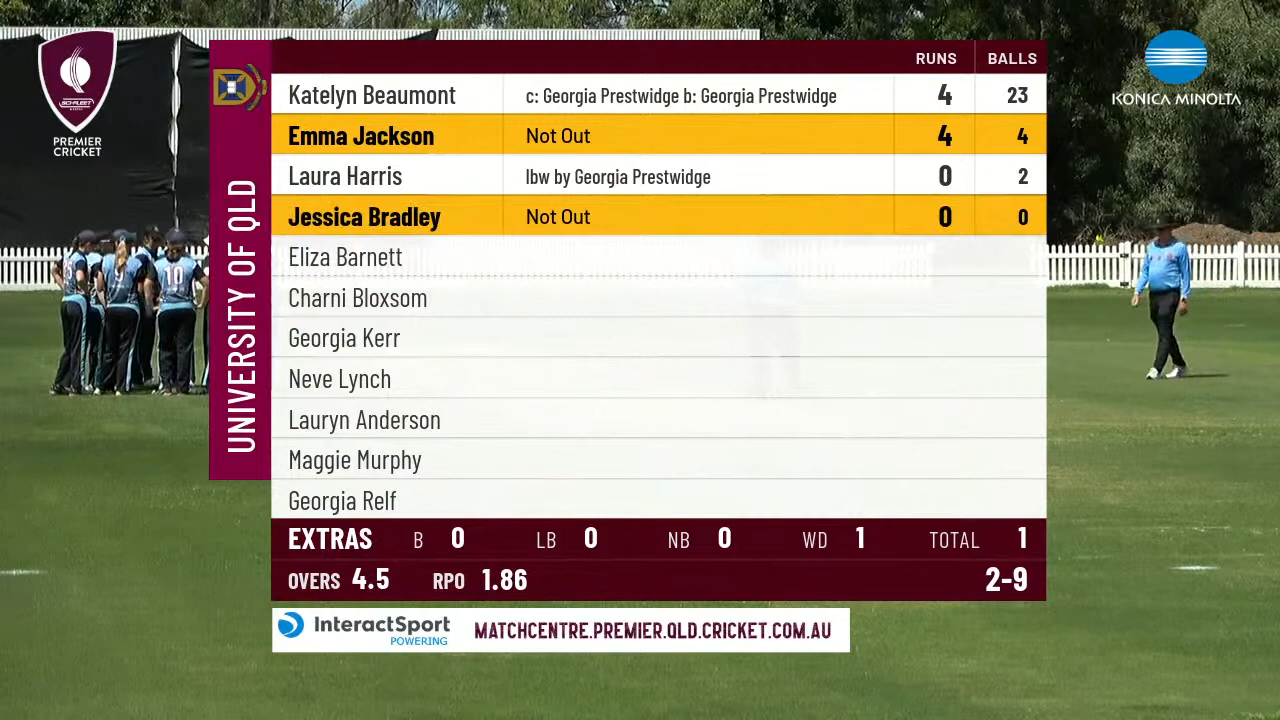 RUNS BALLS
Katelyn Beaumont c: Georgia Prestwidge b: Georgia Prestwidge 4 23
Emma Jackson Not Out 4 4
Laura Harris lbw by Georgia Prestwidge 0 2
Jessica Bradley Not Out 0 0
Eliza Barnett
Charni Bloxsom
Georgia Kerr
Neve Lynch
Lauryn Anderson
Maggie Murphy
Georgia Relf
EXTRAS B 0 LB 0 NB 0 WD 1 TOTAL 1
OVERS 4.5 RPO 1.86 2-9
UNIVERSITY OF QLD
InteractSport
POWERING
MATCHCENTRE.PREMIER.QLD.CRICKET.COM.AU
PREMIER
CRICKET
KONICA MINOLTA
10